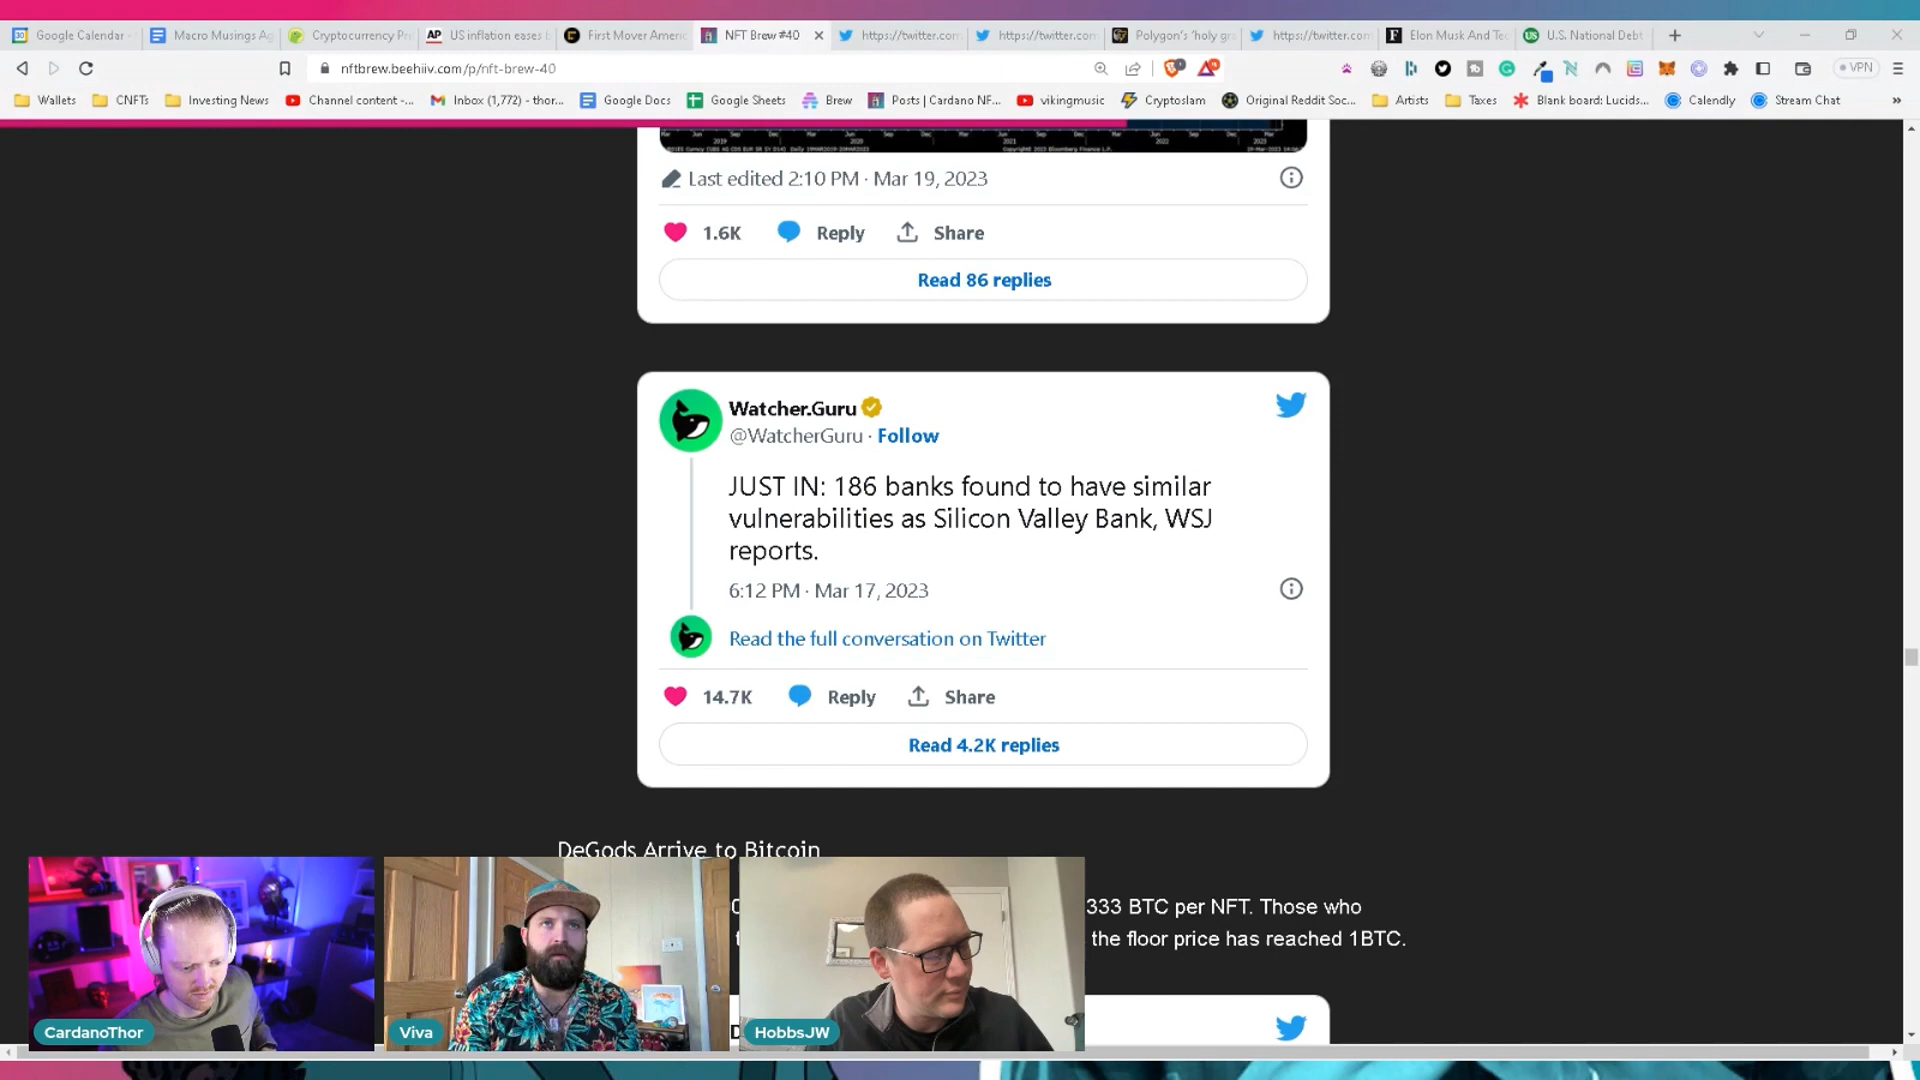 Google Calendar -
Macro Musings Ag
Cryptocurrency Pr
US inflation eases b
First Mover Americ
NFT Brew #40
https://twitter.com
https://twitter.com
Polygon's 'holy gra
https://twitter.com
Elon Musk And Tec
U.S. National Debt
nftbrew.beehiiv.com/p/nft-brew-40
VPN
Wallets
CNFTs
Investing News
Channel content -...
Inbox (1,772) - thor...
Google Docs
Google Sheets
Brew
Posts | Cardano NF...
vikingmusic
Cryptoslam
Original Reddit Soc...
Artists
Taxes
Blank board: Lucids...
Calendly
Stream Chat
Last edited 2:10 PM · Mar 19, 2023
1.6K Reply Share
Read 86 replies
Watcher.Guru
@WatcherGuru · Follow
JUST IN: 186 banks found to have similar
vulnerabilities as Silicon Valley Bank, WSJ
reports.
6:12 PM · Mar 17, 2023
Read the full conversation on Twitter
14.7K Reply Share
Read 4.2K replies
DeGods Arrive to Bitcoin
333 BTC per NFT. Those who
the floor price has reached 1BTC.
CardanoThor
Viva
HobbsJW